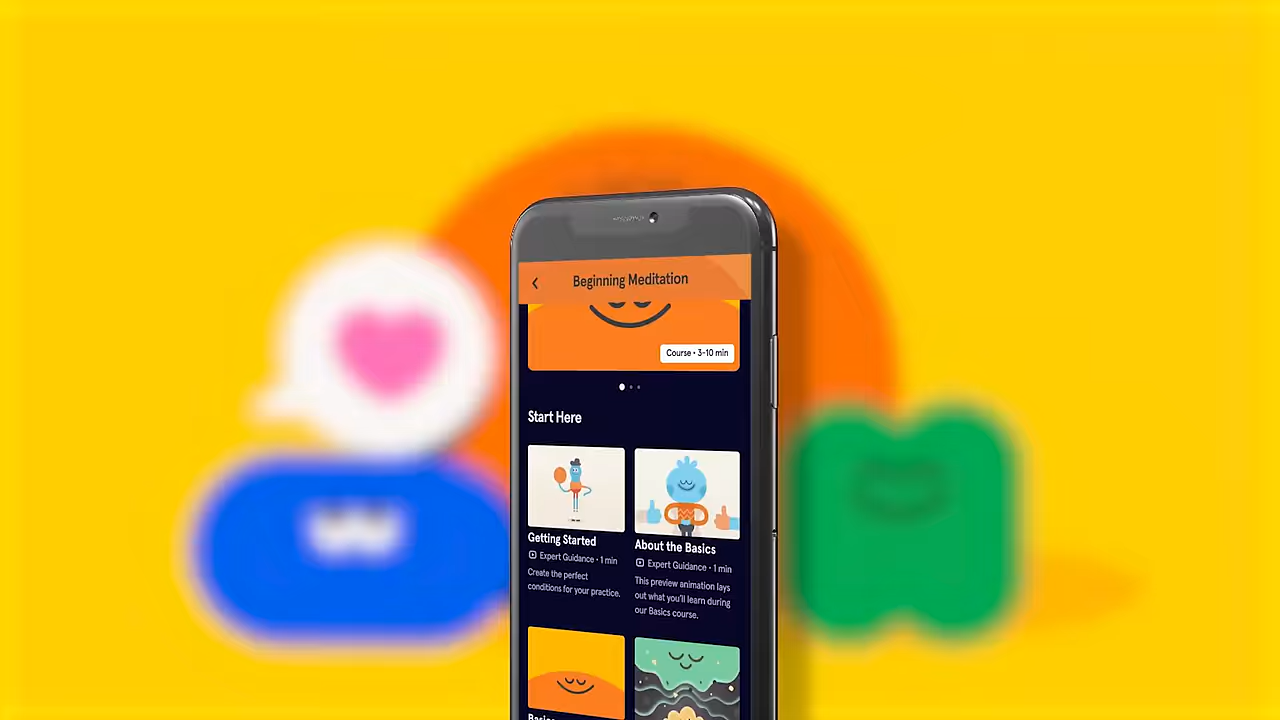 Beginning Meditation
Course • 3-10 min
Start Here
Getting Started
Expert Guidance • 1 min
Create the perfect
conditions for your practice.
About the Basics
Expert Guidance • 1 min
This preview animation lays
out what you'll learn during
our Basics course.